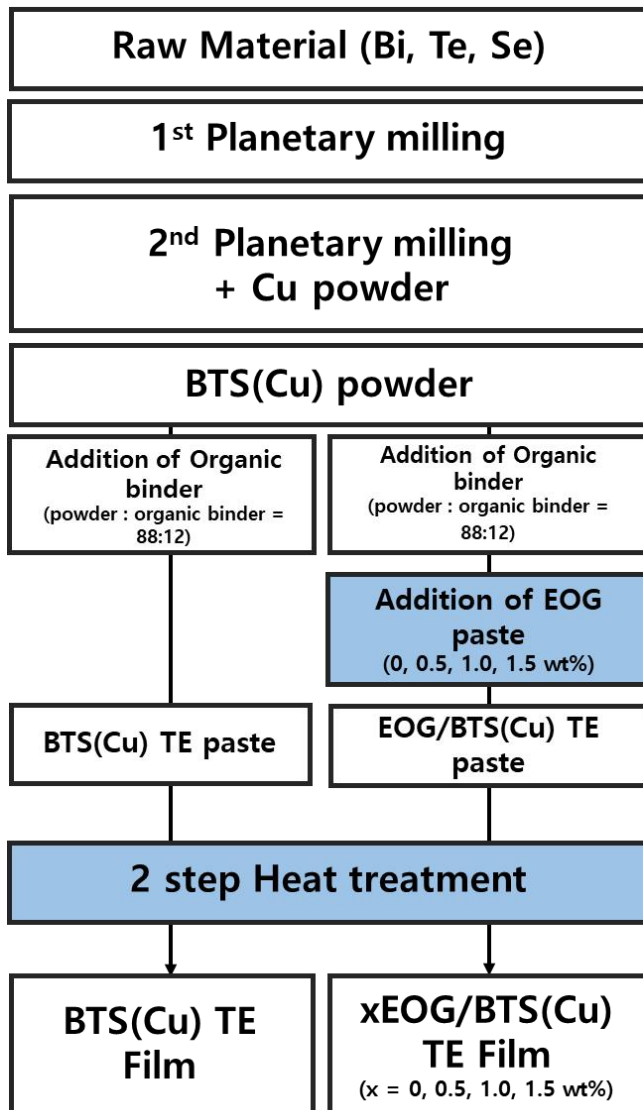 Raw Material (Bi, Te, Se)
1st Planetary milling
2nd Planetary milling
+ Cu powder
BTS(Cu) powder
Addition of Organic
binder
(powder : organic binder =
88:12)
Addition of Organic
binder
(powder : organic binder =
88:12)
Addition of EOG
paste
(0, 0.5, 1.0, 1.5 wt%)
BTS(Cu) TE paste
EOG/BTS(Cu) TE
paste
2 step Heat treatment
BTS(Cu) TE
Film
xEOG/BTS(Cu)
TE Film
(x = 0, 0.5, 1.0, 1.5 wt%)